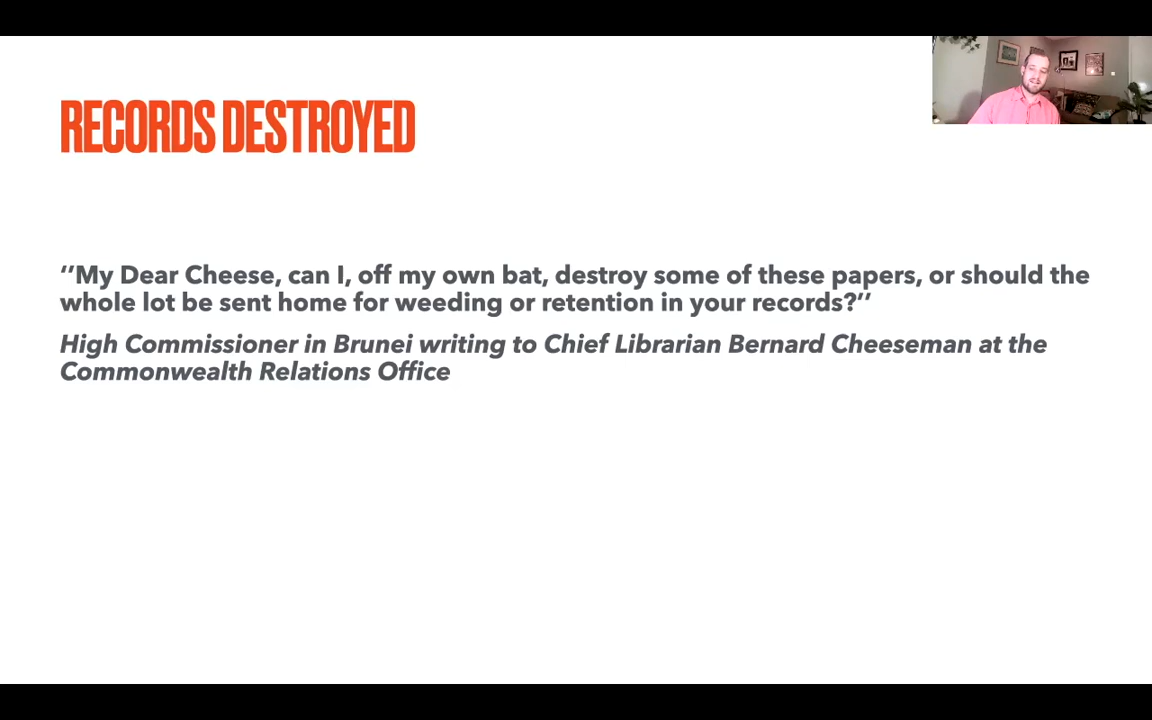 RECORDS DESTROYED
‘‘My Dear Cheese, can I, off my own bat, destroy some of these papers, or should the
whole lot be sent home for weeding or retention in your records?’’
High Commissioner in Brunei writing to Chief Librarian Bernard Cheeseman at the
Commonwealth Relations Office